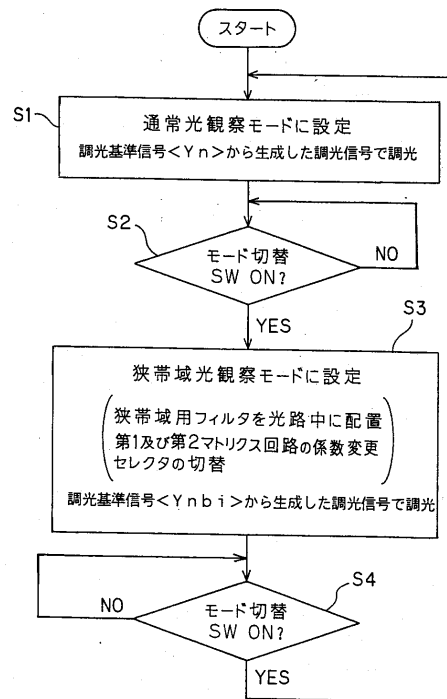 スタート
S1
通常光観察モードに設定
調光基準信号<Yn>から生成した調光信号で調光
S2
モード切替
SW ON?
NO
YES
S3
狭帯域光観察モードに設定
狭帯域用フィルタを光路中に配置
第1及び第2マトリクス回路の係数変更
セレクタの切替
調光基準信号<Ynbi>から生成した調光信号で調光
S4
モード切替
SW ON?
NO
YES